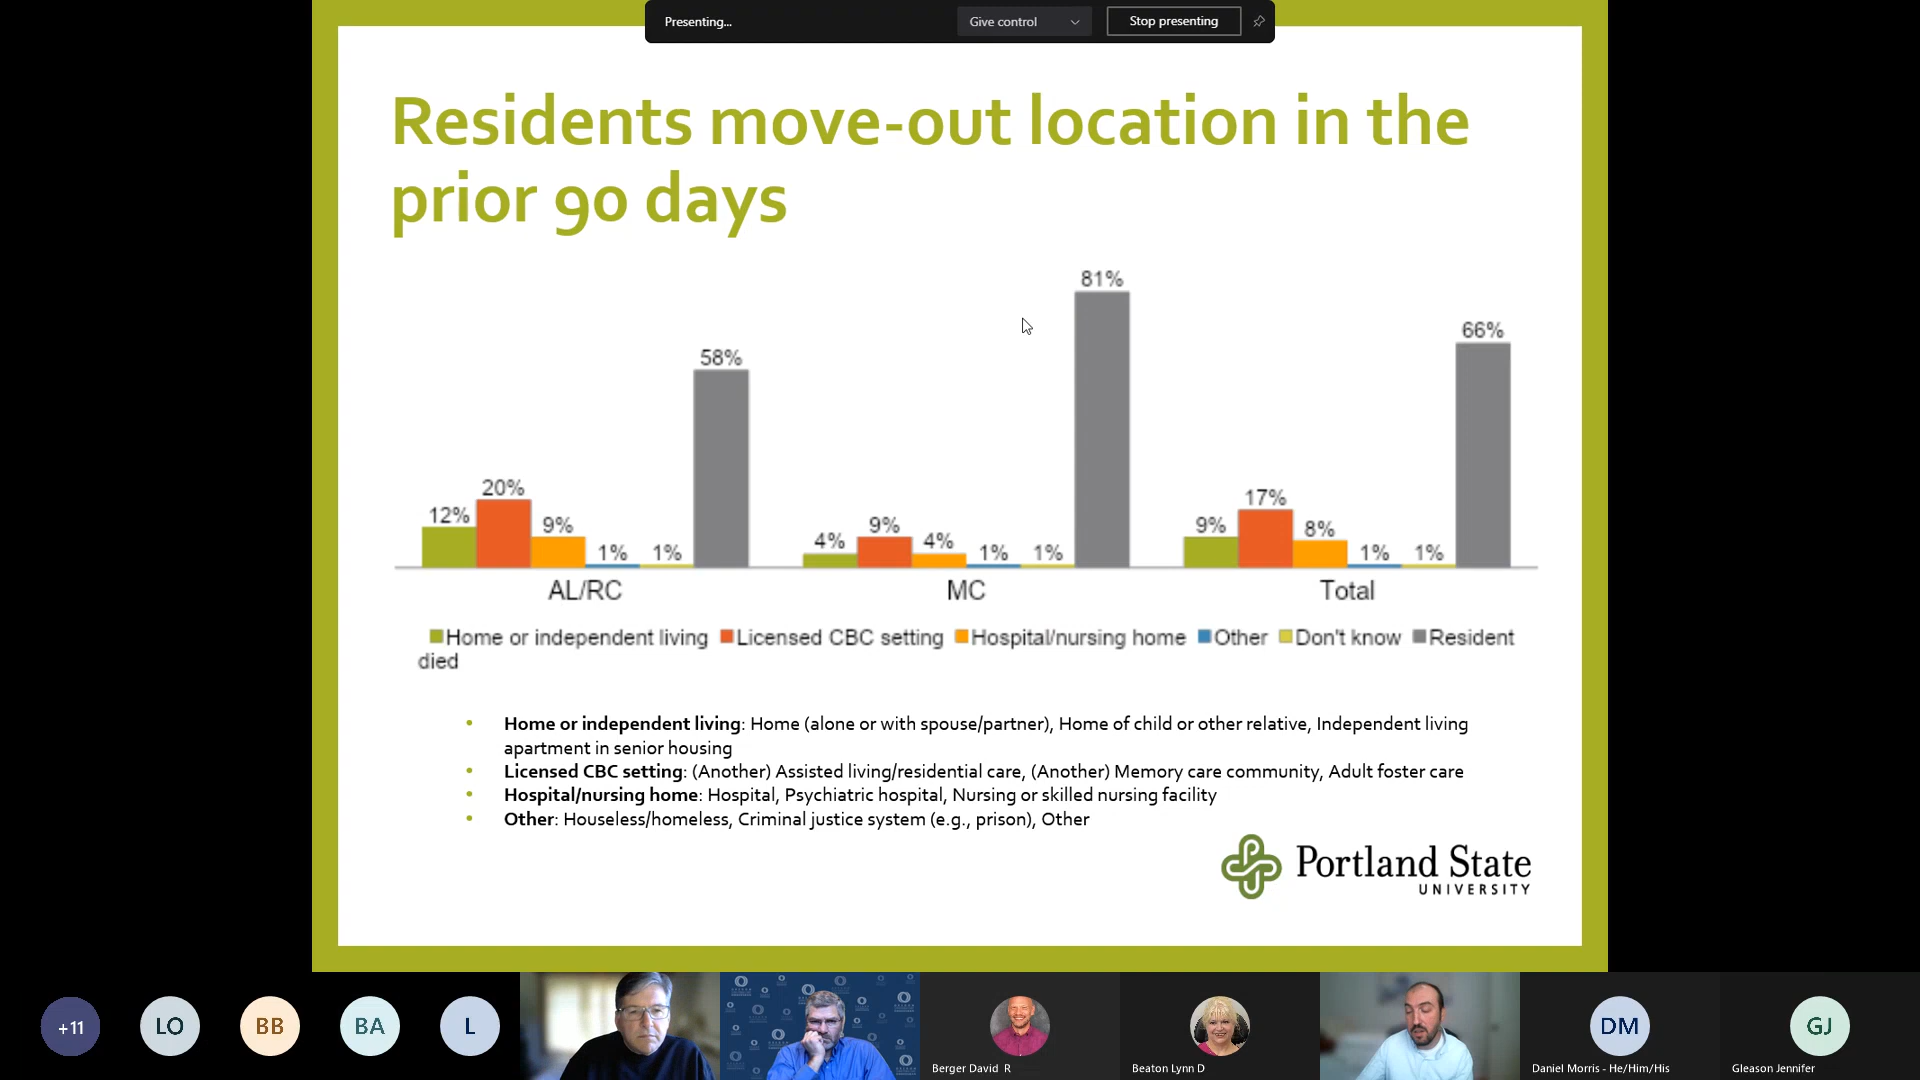 Presenting...
Give control
Stop presenting
Residents move-out location in the
prior 90 days
81%
66%
58%
20%
17%
12%
9%
9%
9%
8%
4%
4%
1%
1%
1%
1%
1%
1%
AL/RC
MC
Total
Home or independent living Licensed CBC setting Hospital/nursing home Other Don't know Resident
died
• Home or independent living: Home (alone or with spouse/partner), Home of child or other relative, Independent living
apartment in senior housing
• Licensed CBC setting: (Another) Assisted living/residential care, (Another) Memory care community, Adult foster care
• Hospital/nursing home: Hospital, Psychiatric hospital, Nursing or skilled nursing facility
• Other: Houseless/homeless, Criminal justice system (e.g., prison), Other
Portland State
UNIVERSITY
+11
LO
BB
BA
L
DM
GJ
Berger David R
Beaton Lynn D
Daniel Morris - He/Him/His
Gleason Jennifer